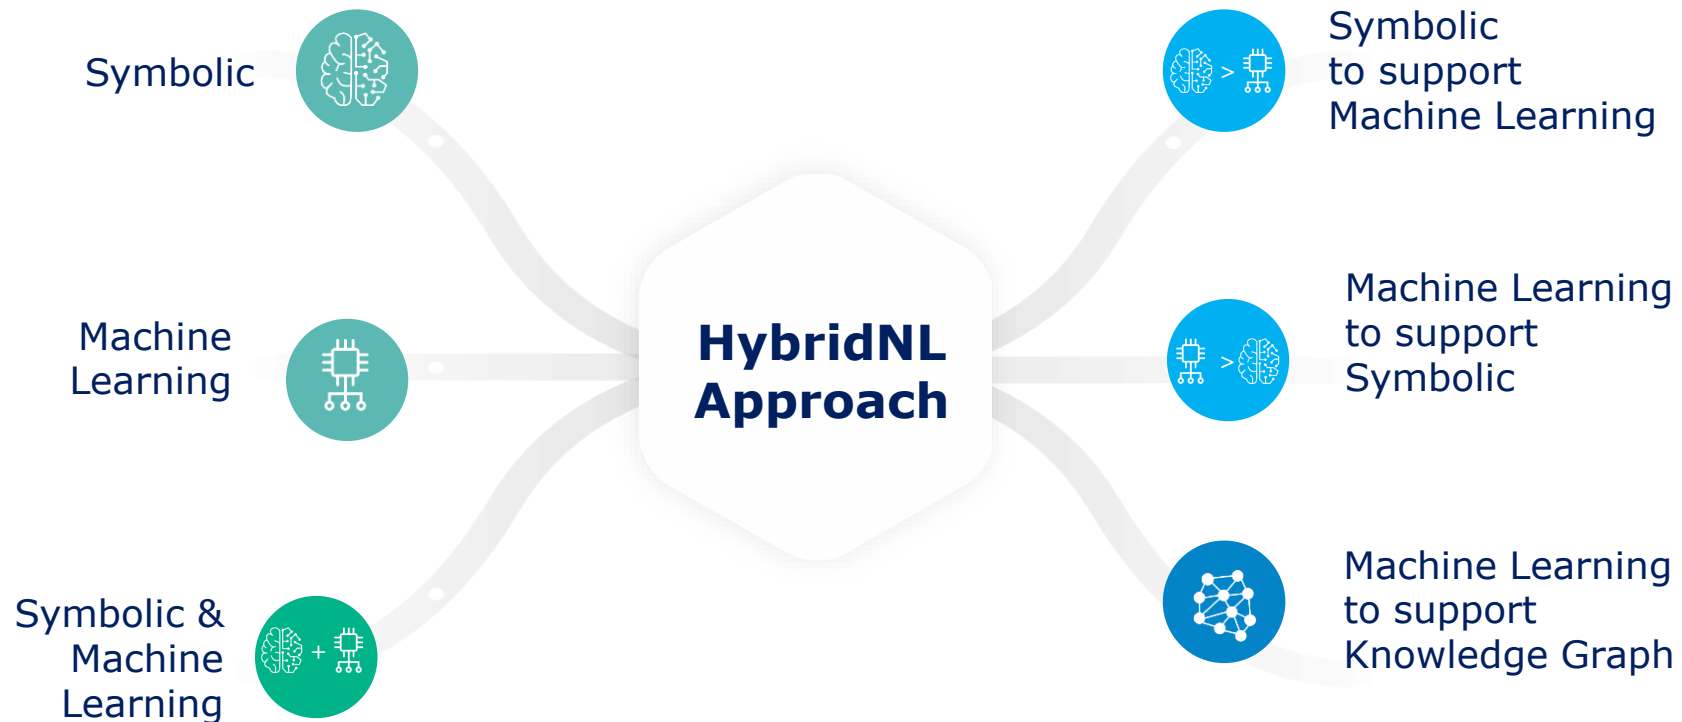 Symbolic
Machine
Learning
Symbolic &
Machine
Learning
+
HybridNL
Approach
>
Symbolic
to support
Machine Learning
>
Machine Learning
to support
Symbolic
Machine Learning
to support
Knowledge Graph